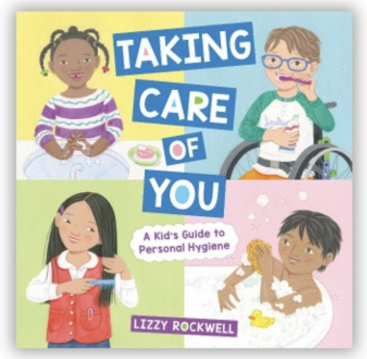 TAKING
CARE
OF
YOU
A Kid's Guide to
Personal Hygiene
LIZZY ROCKWELL